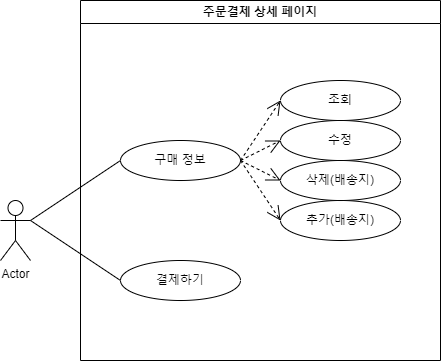 주문결제 상세 페이지
조회
수정
구매 정보
삭제(배송지)
추가(배송지)
Actor
결제하기